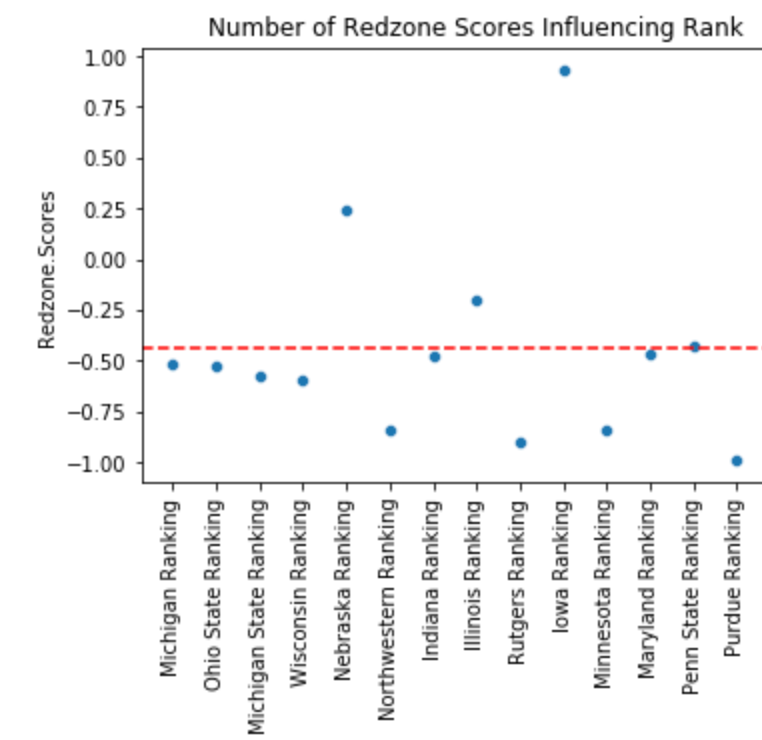 Number of Redzone Scores Influencing Rank
Redzone.Scores
1.00
0.75
0.50
0.25
0.00
−0.25
−0.50
−0.75
−1.00
Michigan Ranking
Ohio State Ranking
Michigan State Ranking
Wisconsin Ranking
Nebraska Ranking
Northwestern Ranking
Indiana Ranking
Illinois Ranking
Rutgers Ranking
Iowa Ranking
Minnesota Ranking
Maryland Ranking
Penn State Ranking
Purdue Ranking